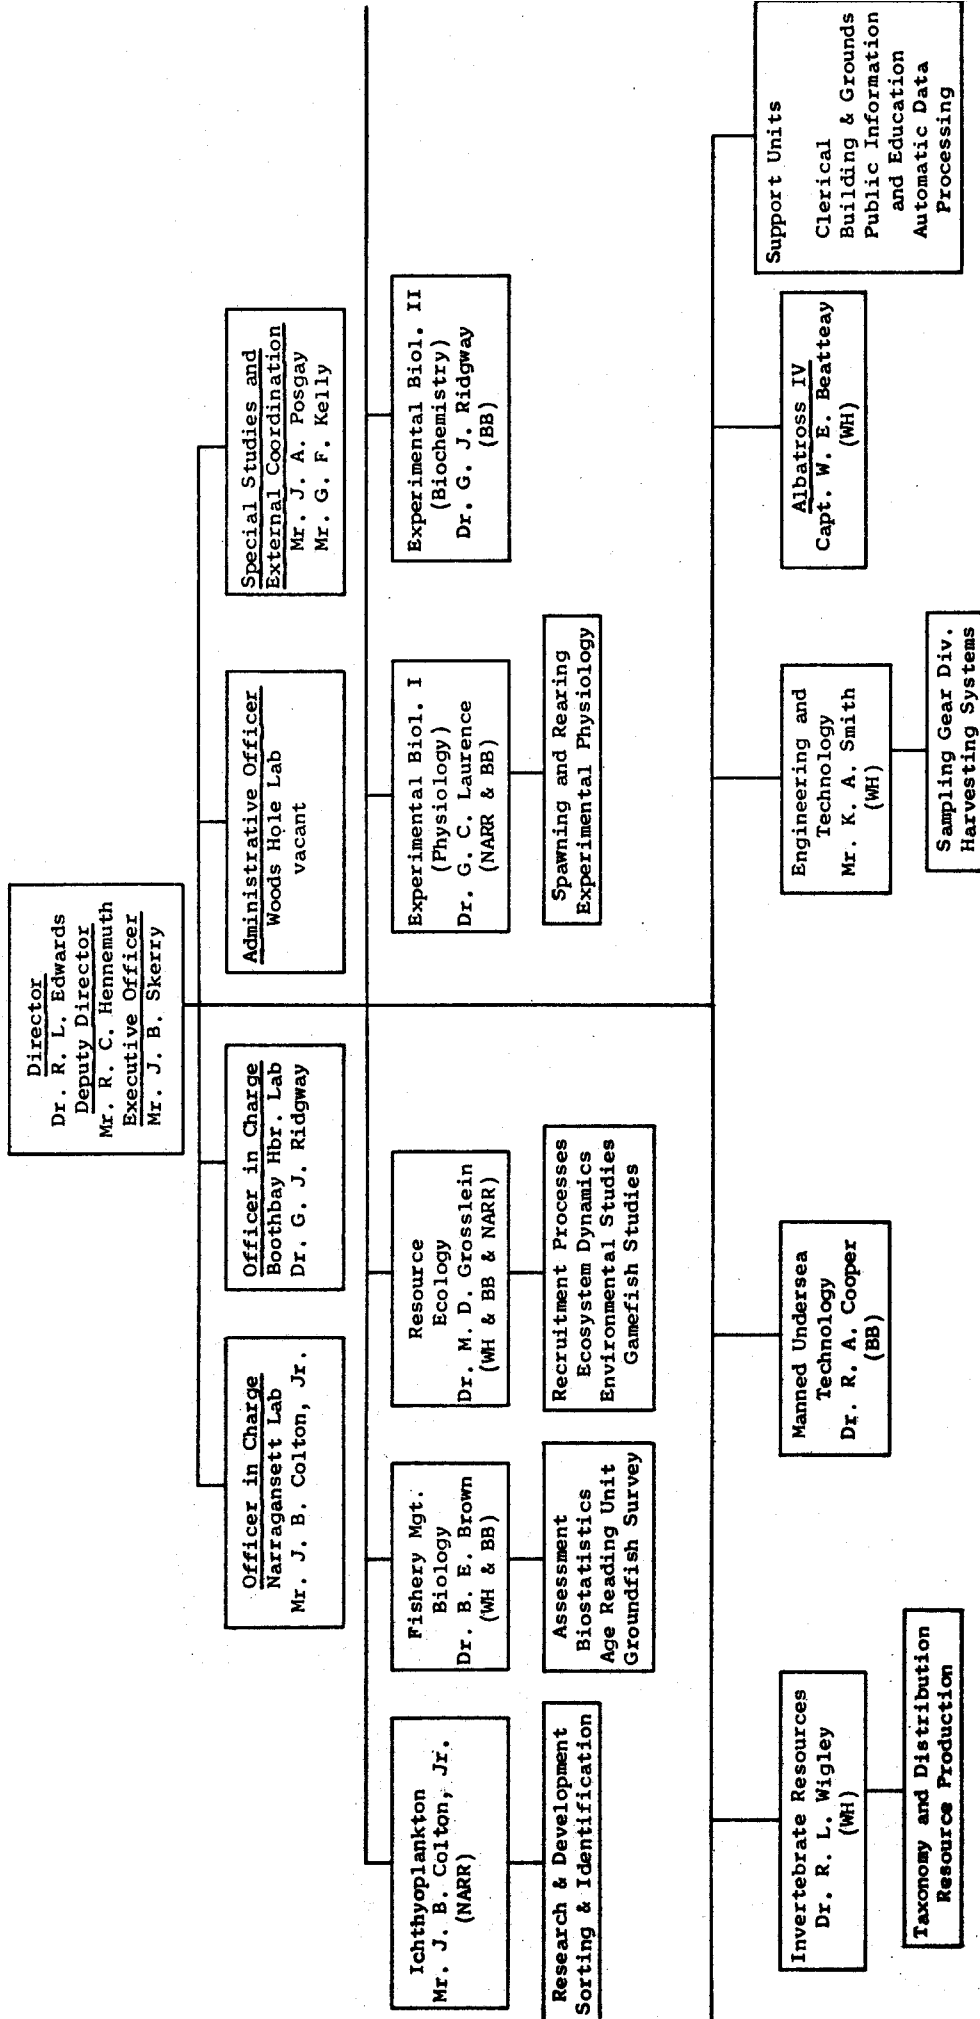 Director
Dr. R. L. Edwards
Deputy Director
Mr. R. C. Hennemuth
Executive Officer
Mr. J. B. Skerry
Officer in Charge
Narragansett Lab
Mr. J. B. Colton, Jr.
Officer in Charge
Boothbay Hbr. Lab
Dr. G. J. Ridgway
Administrative Officer
Woods Hole Lab
vacant
Special Studies and
External Coordination
Mr. J. A. Posgay
Mr. G. F. Kelly
Ichthyoplankton
Mr. J. B. Colton, Jr.
(NARR)
Research & Development
Sorting & Identification
Fishery Mgt.
Biology
Dr. B. E. Brown
(WH & BB)
Assessment
Biostatistics
Age Reading Unit
Groundfish Survey
Resource
Ecology
Dr. M. D. Grosslein
(WH & BB & NARR)
Recruitment Processes
Ecosystem Dynamics
Environmental Studies
Gamefish Studies
Experimental Biol. I
(Physiology)
Dr. G. C. Laurence
(NARR & BB)
Spawning and Rearing
Experimental Physiology
Experimental Biol. II
(Biochemistry)
Dr. G. J. Ridgway
(BB)
Invertebrate Resources
Dr. R. L. Wigley
(WH)
Taxonomy and Distribution
Resource Production
Manned Undersea
Technology
Dr. R. A. Cooper
(BB)
Engineering and
Technology
Mr. K. A. Smith
(WH)
Sampling Gear Div.
Harvesting Systems
Albatross IV
Capt. W. E. Beatteay
(WH)
Support Units
Clerical
Building & Grounds
Public Information
and Education
Automatic Data
Processing